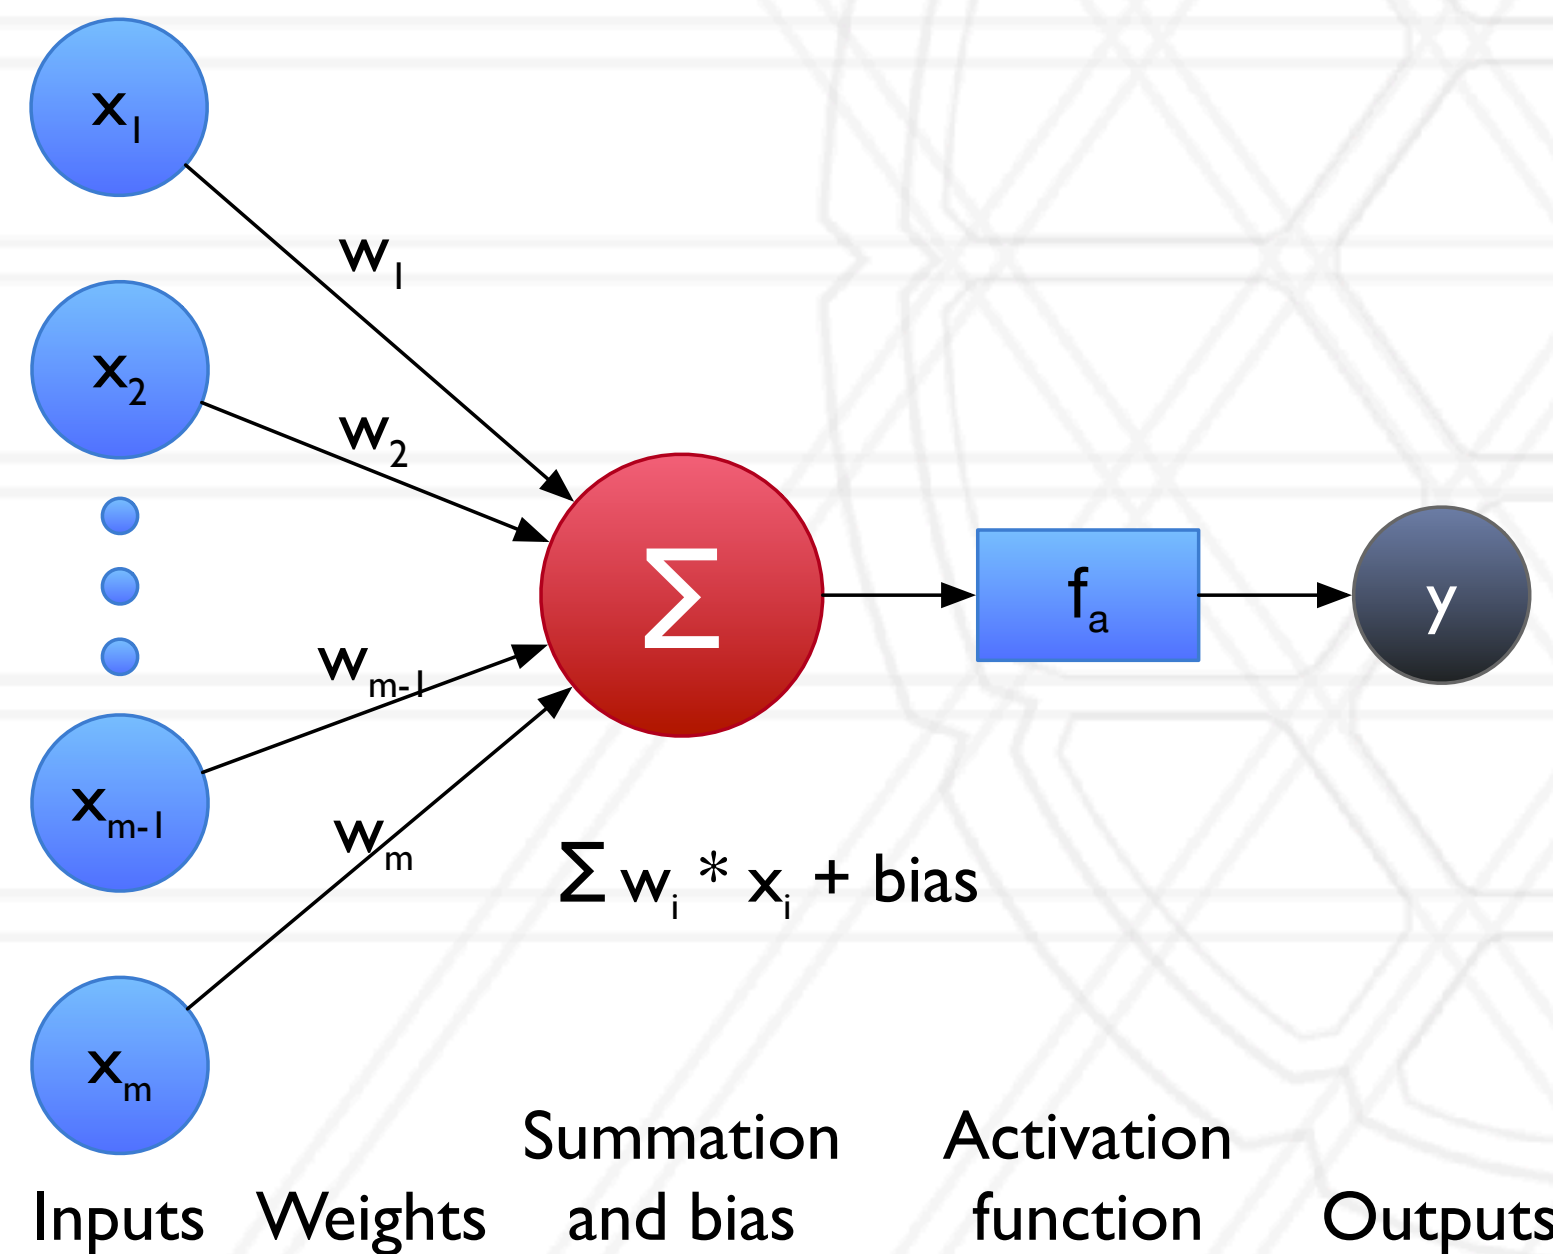 x₁
w₁
x₂
w₂
Σ
fₐ
y
wₘ₋₁
xₘ₋₁
wₘ
Σ wᵢ * xᵢ + bias
xₘ
Summation
and bias
Activation
function
Inputs
Weights
Outputs